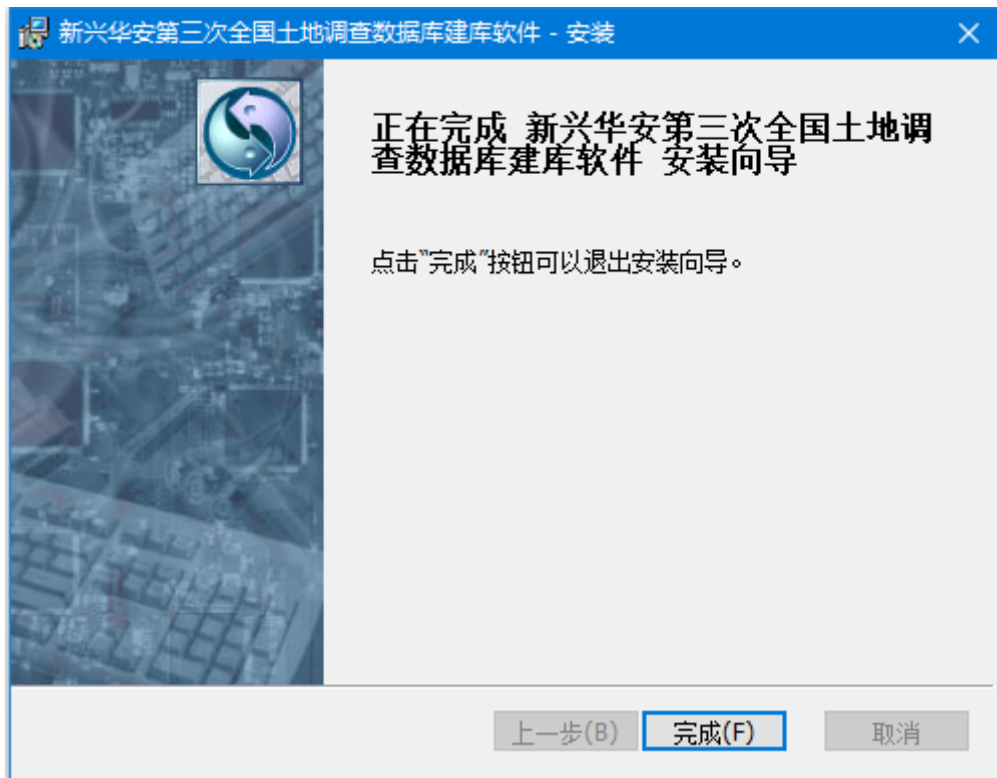 新兴华安第三次全国土地调查数据库建库软件 - 安装
正在完成 新兴华安第三次全国土地调
查数据库建库软件 安装向导
点击"完成"按钮可以退出安装向导。
上一步(B)
完成(F)
取消